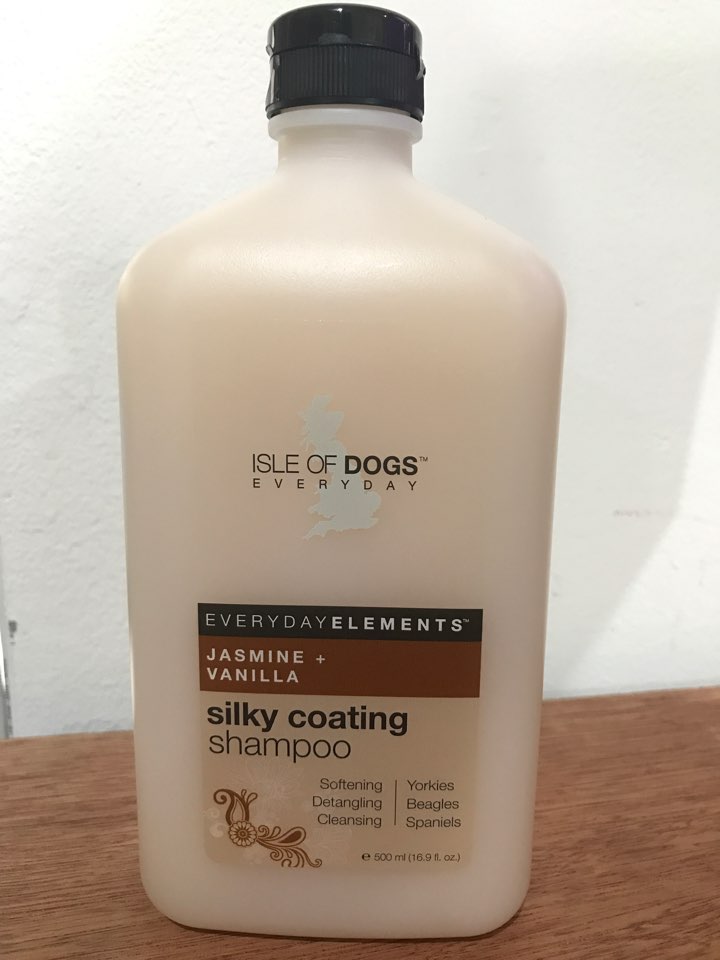 ISLE OF DOGS™
EVERYDAY
EVERYDAYELEMENTS™
JASMINE +
VANILLA
silky coating
shampoo
Softening
Detangling
Cleansing
Yorkies
Beagles
Spaniels
℮ 500 ml (16.9 fl. oz.)